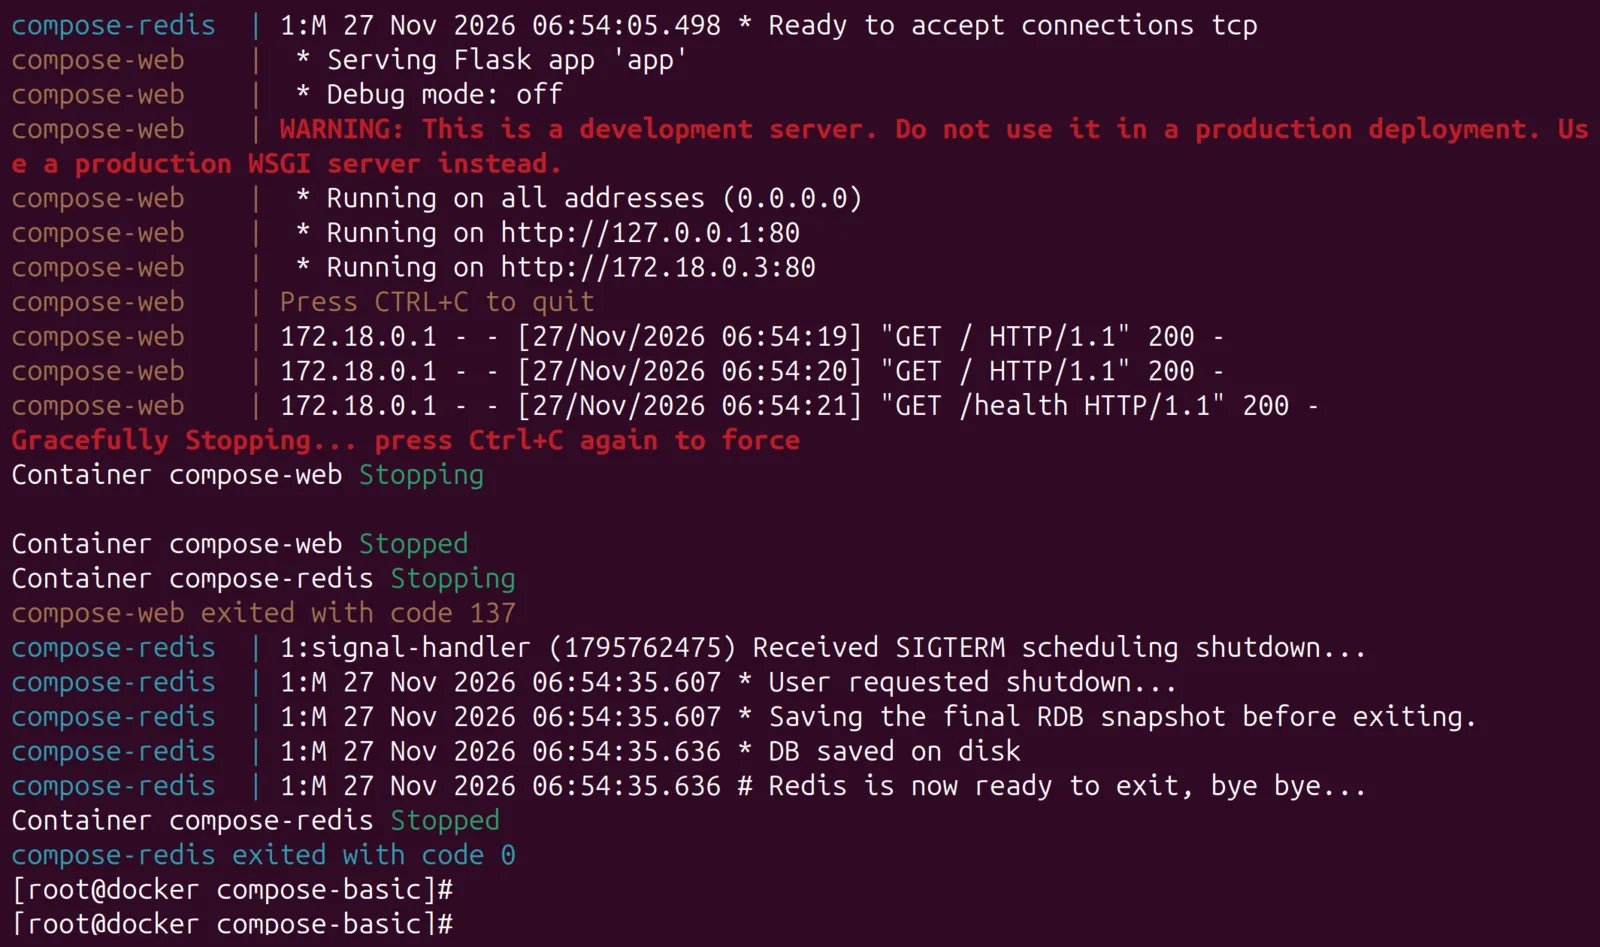 compose-redis  | 1:M 27 Nov 2026 06:54:05.498 * Ready to accept connections tcp
compose-web    |  * Serving Flask app 'app'
compose-web    |  * Debug mode: off
compose-web    | WARNING: This is a development server. Do not use it in a production deployment. Us
e a production WSGI server instead.
compose-web    |  * Running on all addresses (0.0.0.0)
compose-web    |  * Running on http://127.0.0.1:80
compose-web    |  * Running on http://172.18.0.3:80
compose-web    | Press CTRL+C to quit
compose-web    | 172.18.0.1 - - [27/Nov/2026 06:54:19] "GET / HTTP/1.1" 200 -
compose-web    | 172.18.0.1 - - [27/Nov/2026 06:54:20] "GET / HTTP/1.1" 200 -
compose-web    | 172.18.0.1 - - [27/Nov/2026 06:54:21] "GET /health HTTP/1.1" 200 -
Gracefully Stopping... press Ctrl+C again to force
Container compose-web Stopping
Container compose-web Stopped
Container compose-redis Stopping
compose-web exited with code 137
compose-redis  | 1:signal-handler (1795762475) Received SIGTERM scheduling shutdown...
compose-redis  | 1:M 27 Nov 2026 06:54:35.607 * User requested shutdown...
compose-redis  | 1:M 27 Nov 2026 06:54:35.607 * Saving the final RDB snapshot before exiting.
compose-redis  | 1:M 27 Nov 2026 06:54:35.636 * DB saved on disk
compose-redis  | 1:M 27 Nov 2026 06:54:35.636 # Redis is now ready to exit, bye bye...
Container compose-redis Stopped
compose-redis exited with code 0
[root@docker compose-basic]#
[root@docker compose-basic]#